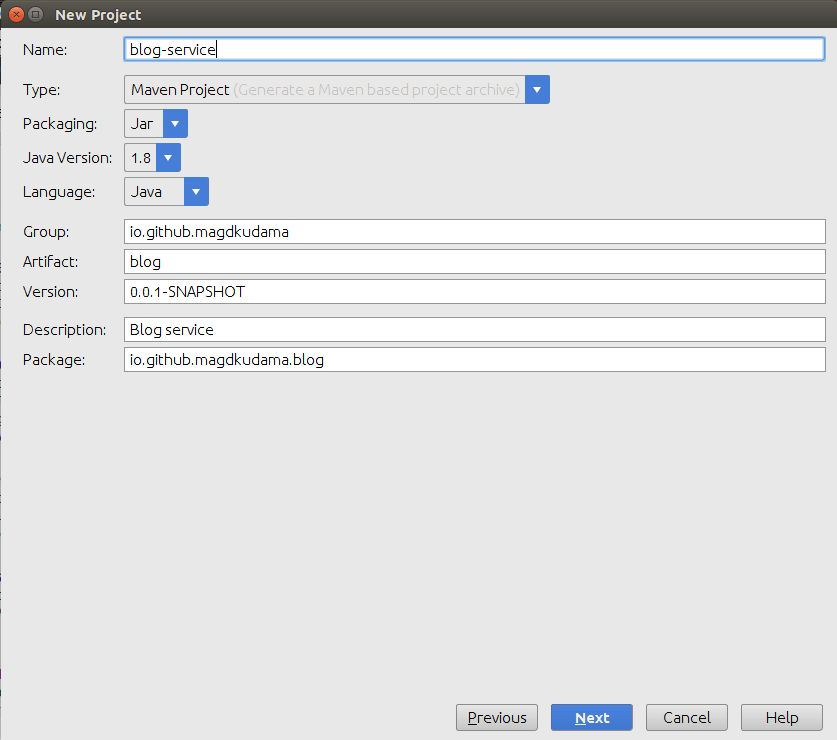 New Project
Name: blog-service
Type: Maven Project (Generate a Maven based project archive)
Packaging: Jar
Java Version: 1.8
Language: Java
Group: io.github.magdkudama
Artifact: blog
Version: 0.0.1-SNAPSHOT
Description: Blog service
Package: io.github.magdkudama.blog
Previous Next Cancel Help